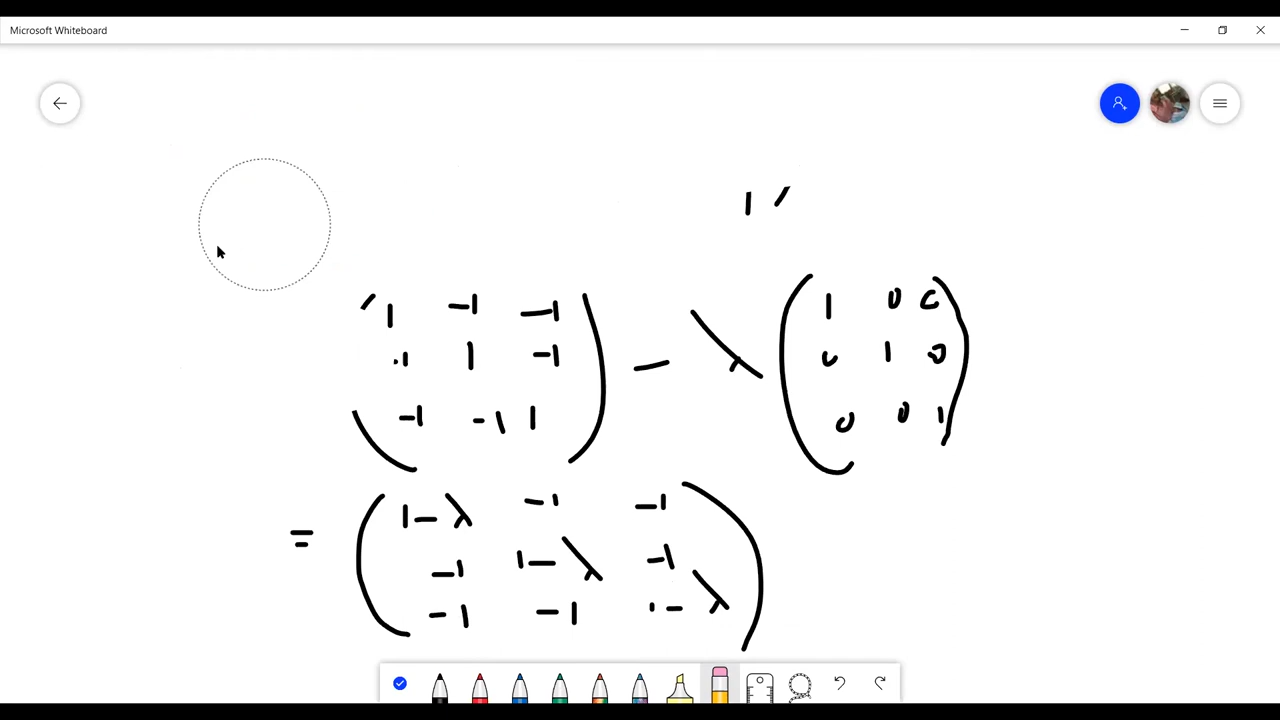 Microsoft Whiteboard
1 -1 -1 1 0 0
-1 1 -1 - λ 0 1 0
-1 -1 1 0 0 1
1-λ -1 -1
= -1 1-λ -1
-1 -1 1-λ